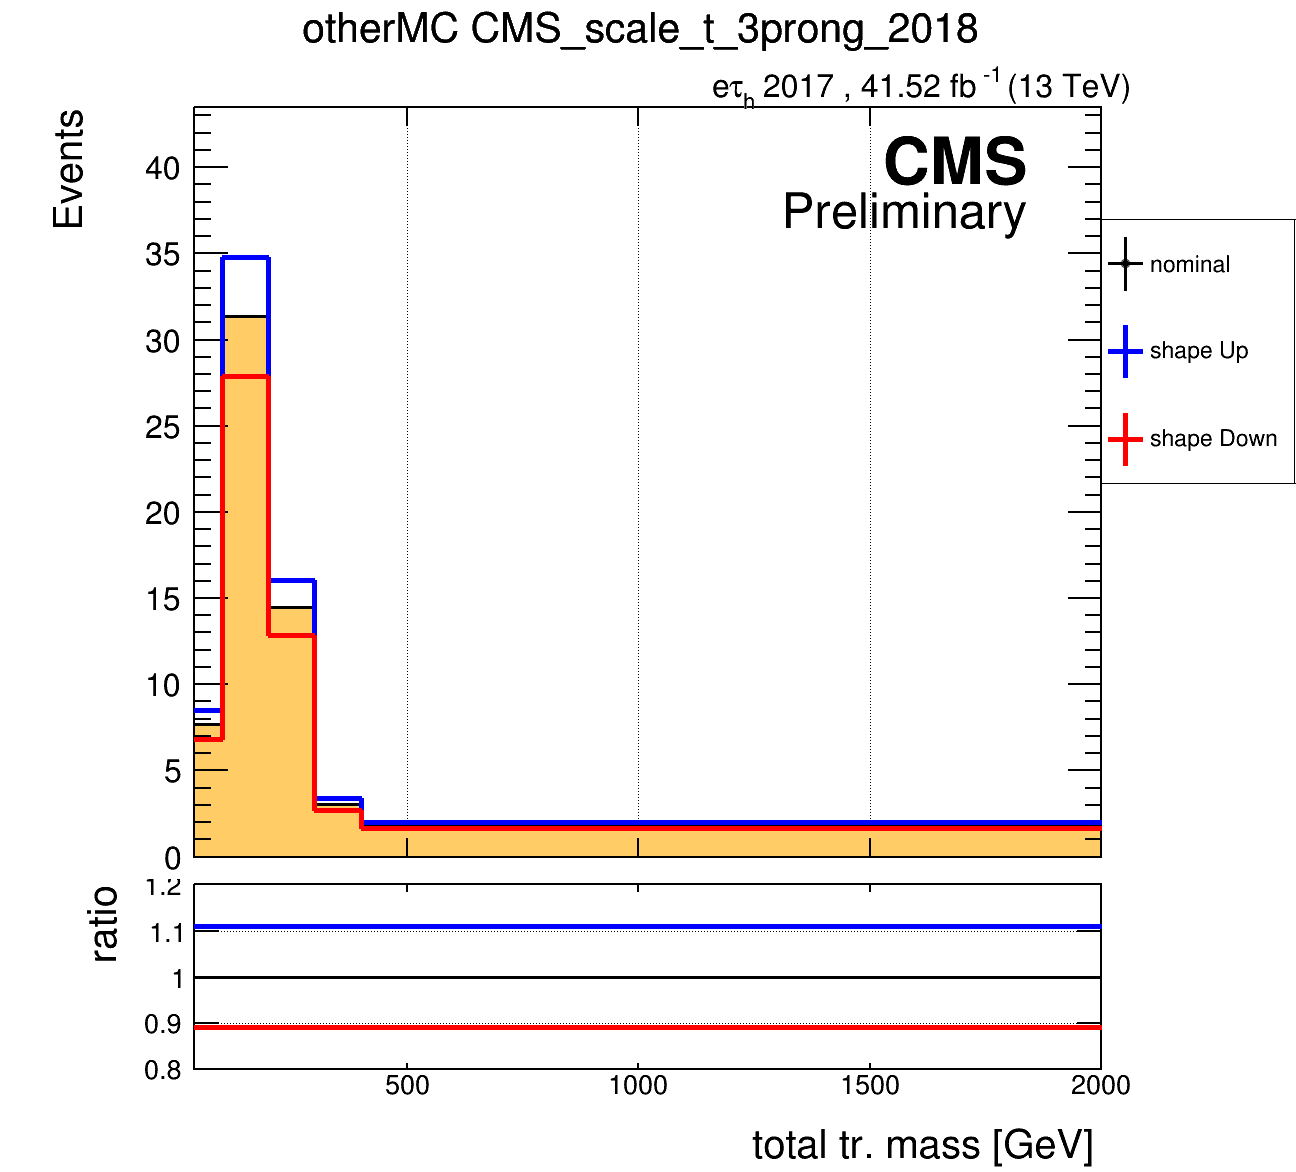 otherMC CMS_scale_t_3prong_2018
eτh 2017 , 41.52 fb-1 (13 TeV)
Events
CMS
Preliminary
40
35
30
25
20
15
10
5
0
nominal
shape Up
shape Down
ratio
1.2
1.1
1
0.9
0.8
500 1000 1500 2000
total tr. mass [GeV]